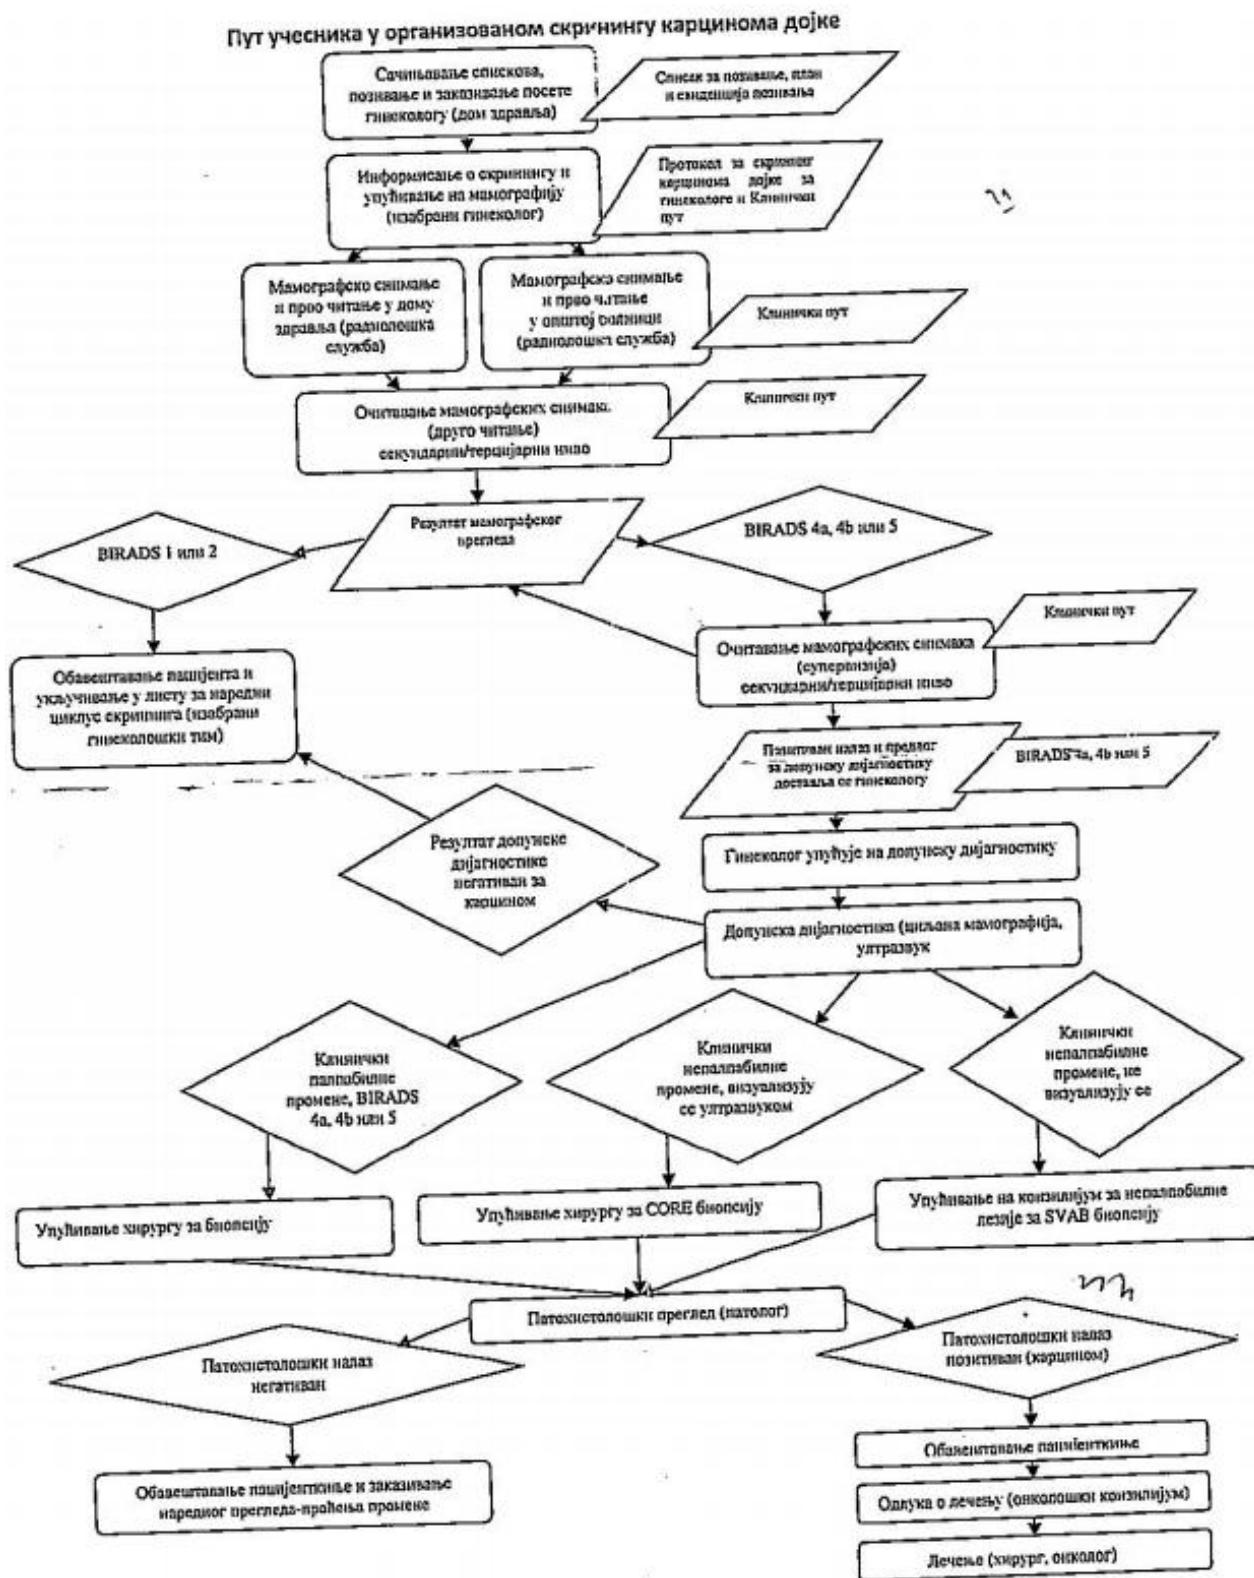 Пут учесника у организованом скринингу карцинома дојке
Сачињавање спискова,
позивање и заказивање посете
гинекологу (дом здравља)
Списак за позивање, план
и евиденција позивања
Информисање о скринингу и
упућивање на мамографију
(изабрани гинеколог)
Протокол за скрининг
карцинома дојке за
гинекологе и Клинички
пут
Мамографско снимање
и прво читање у дому
здравља (радиолошка
служба)
Мамографско снимање
и прво читање
у општој болници
(радиолошка служба)
Клинички пут
Очитавање мамографских снимака
(друго читање)
секундарни/терцијарни ниво
Клинички пут
Резултат мамографског
прегледа
BIRADS 1 или 2
BIRADS 4a, 4b или 5
Клинички пут
Очитавање мамографских снимака
(супервизија)
секундарни/терцијарни ниво
Обавештавање пацијента и
укључивање у листу за наредни
циклус скрининга (изабрани
гинеколошки тим)
Позитиван налаз и предлог
за допунску дијагностику
доставља се гинекологу
BIRADS 4a, 4b или 5
Гинеколог упућује на допунску дијагностику
Резултат допунске
дијагностике
негативан за
карцином
Допунска дијагностика (циљана мамографија,
ултразвук
Клинички
палпабилне
промене, BIRADS
4a, 4b или 5
Клинички
непалпабилне
промене, визуализују
се ултразвуком
Клинички
непалпабилне
промене, не
визуализују се
Упућивање хирургу за биопсију
Упућивање хирургу за CORE биопсију
Упућивање на конзилијум за непалпабилне
лезије за SVAB биопсију
Патохистолошки преглед (патолог)
Патохистолошки налаз
негативан
Патохистолошки налаз
позитиван (карцином)
Обавештавање пацијенткиње и заказивање
наредног прегледа-праћења промене
Обавештавање пацијенткиње
Одлука о лечењу (онколошки конзилијум)
Лечење (хирург, онколог)